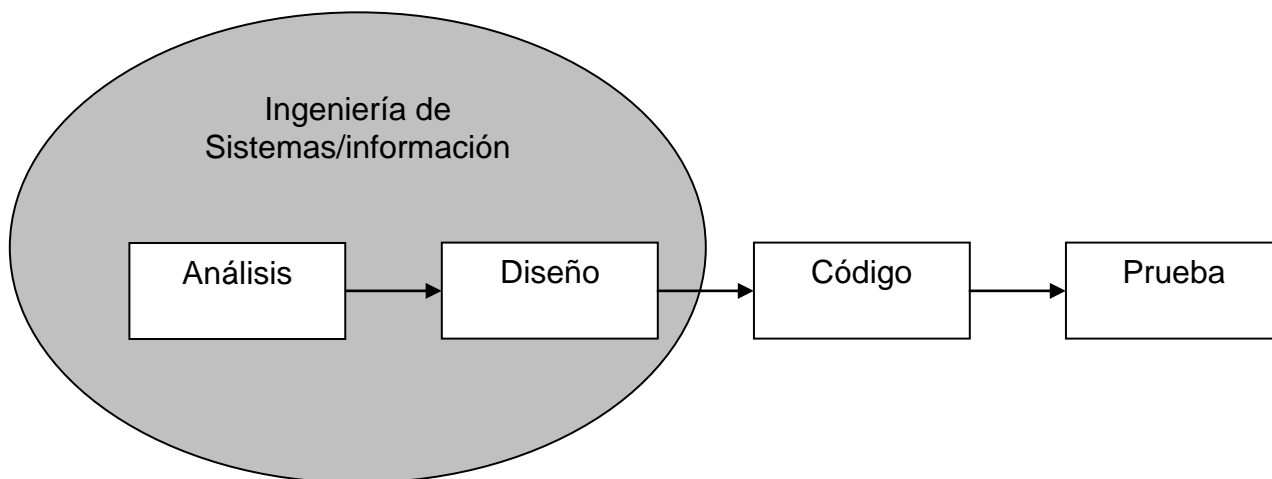 Ingeniería de
Sistemas/información
Análisis
Diseño
Código
Prueba